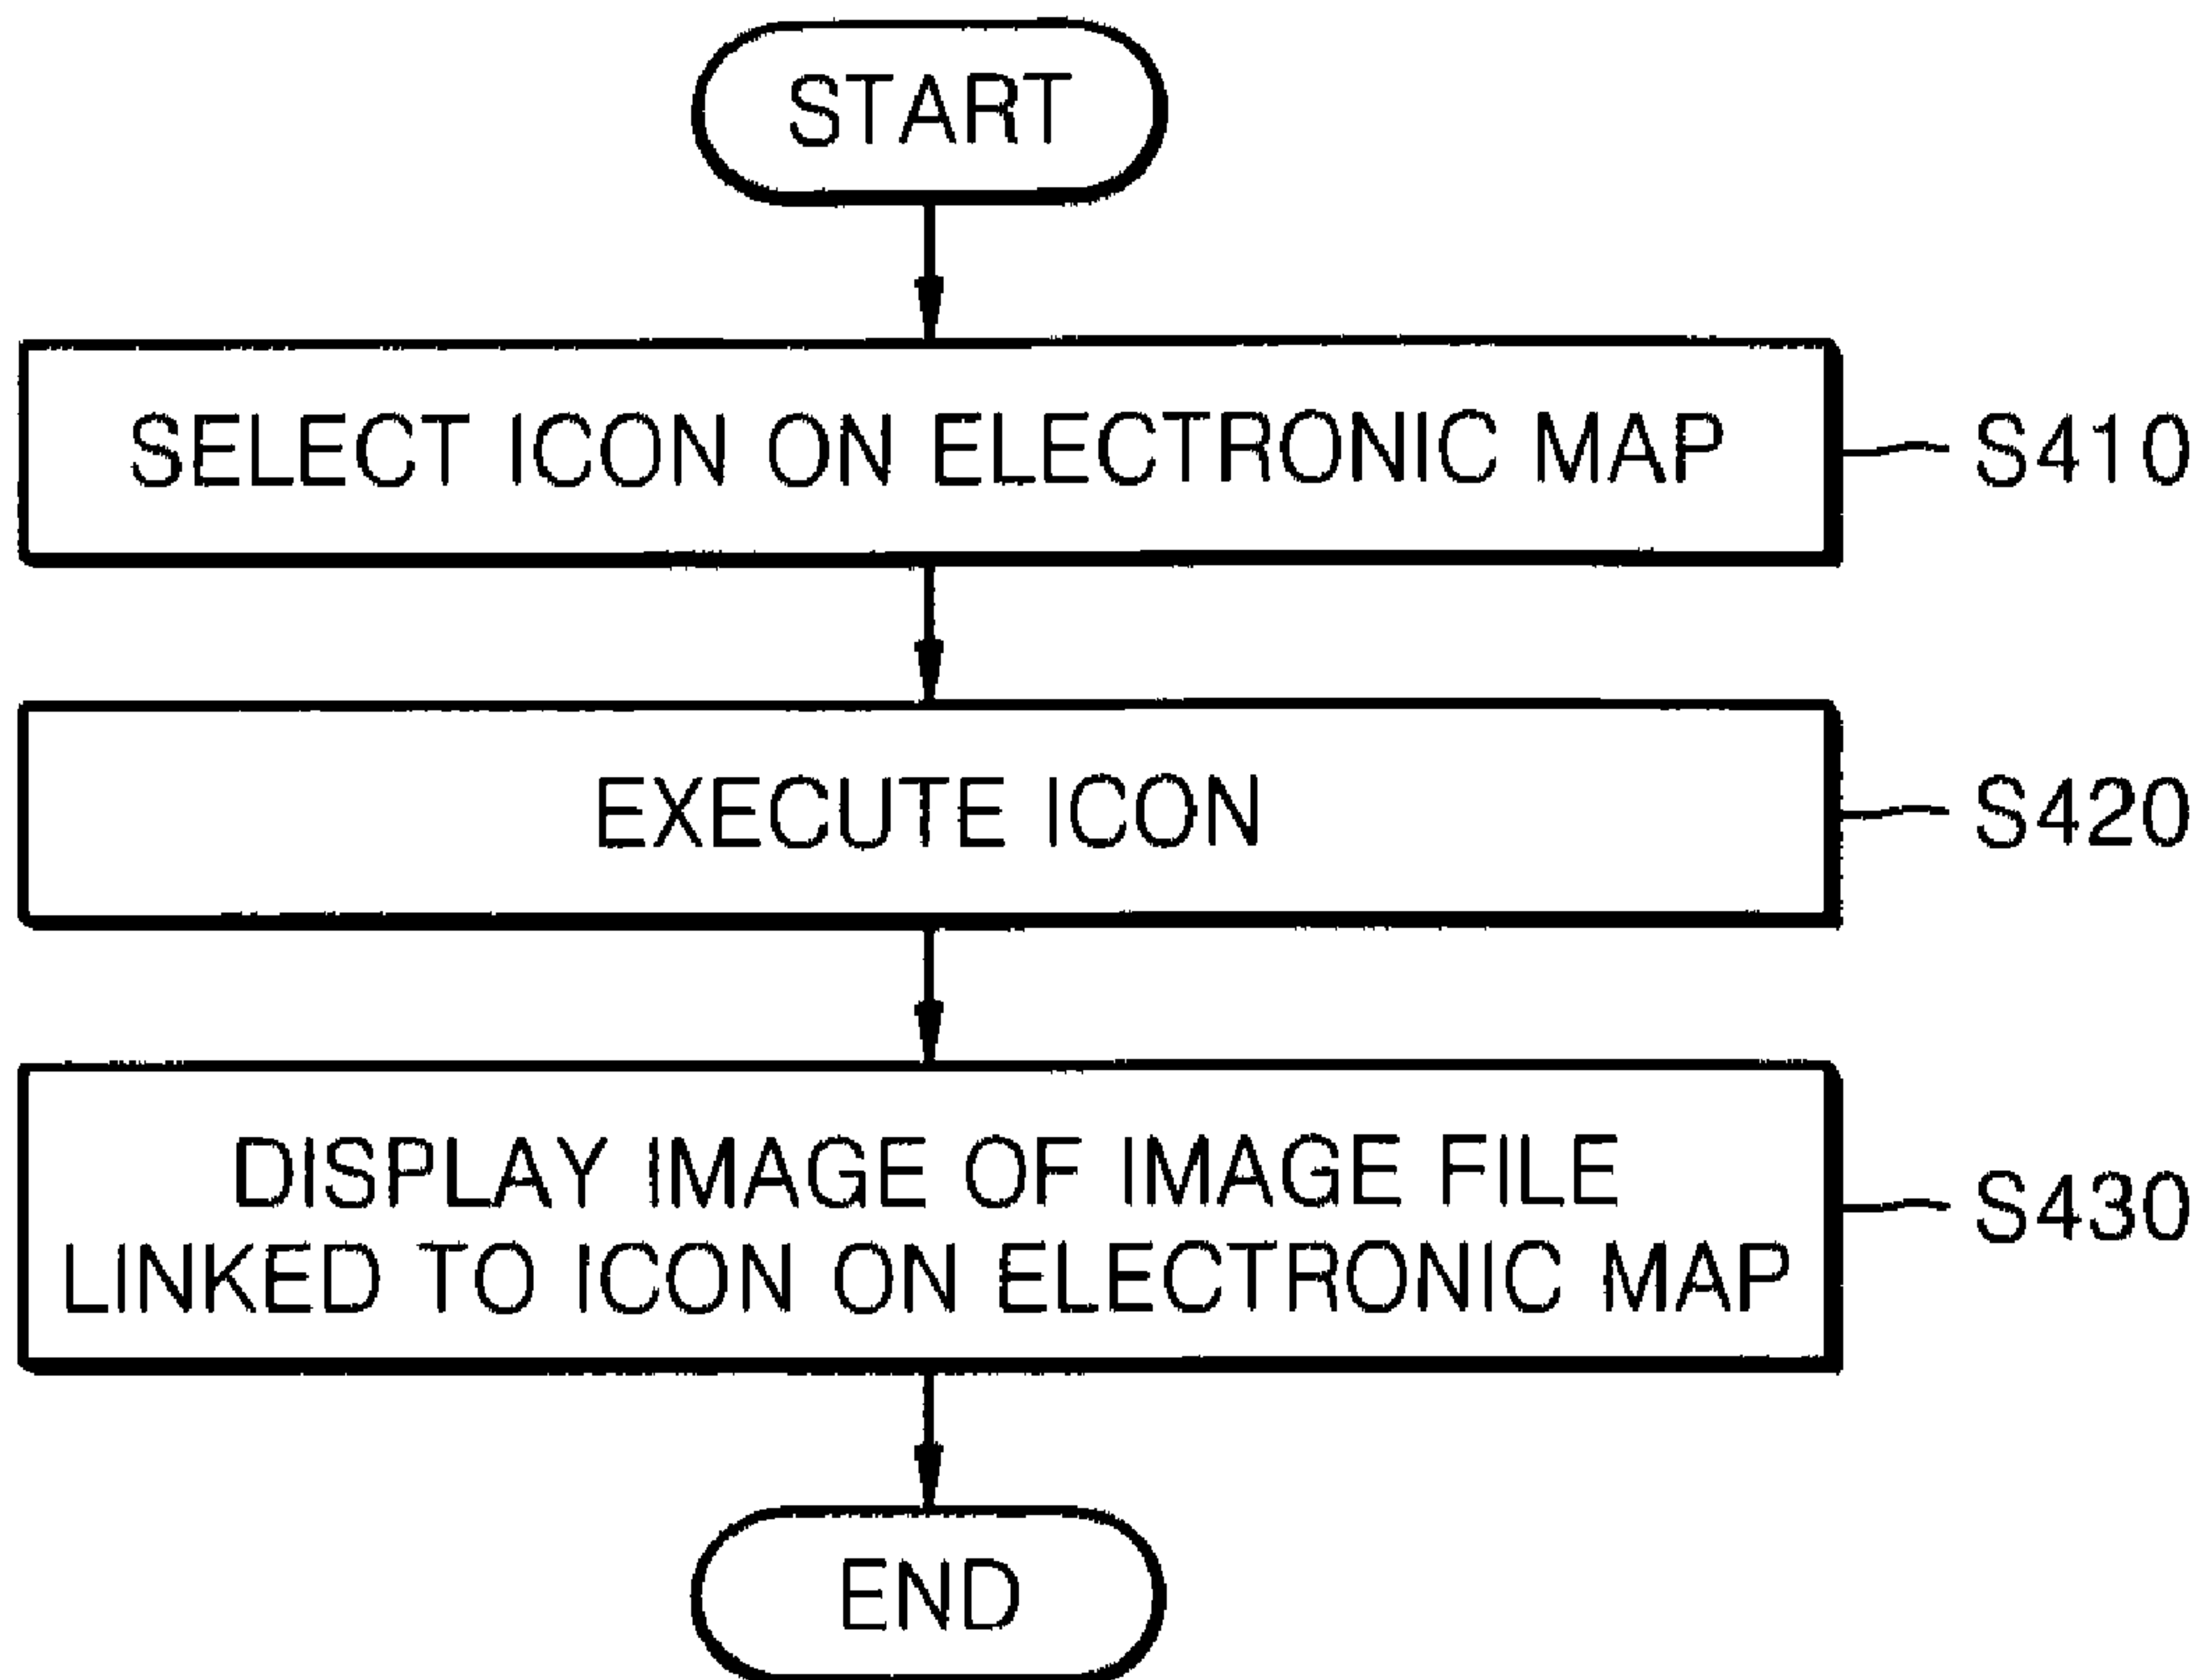 START
SELECT ICON ON ELECTRONIC MAP
S410
EXECUTE ICON
S420
DISPLAY IMAGE OF IMAGE FILE
LINKED TO ICON ON ELECTRONIC MAP
S430
END